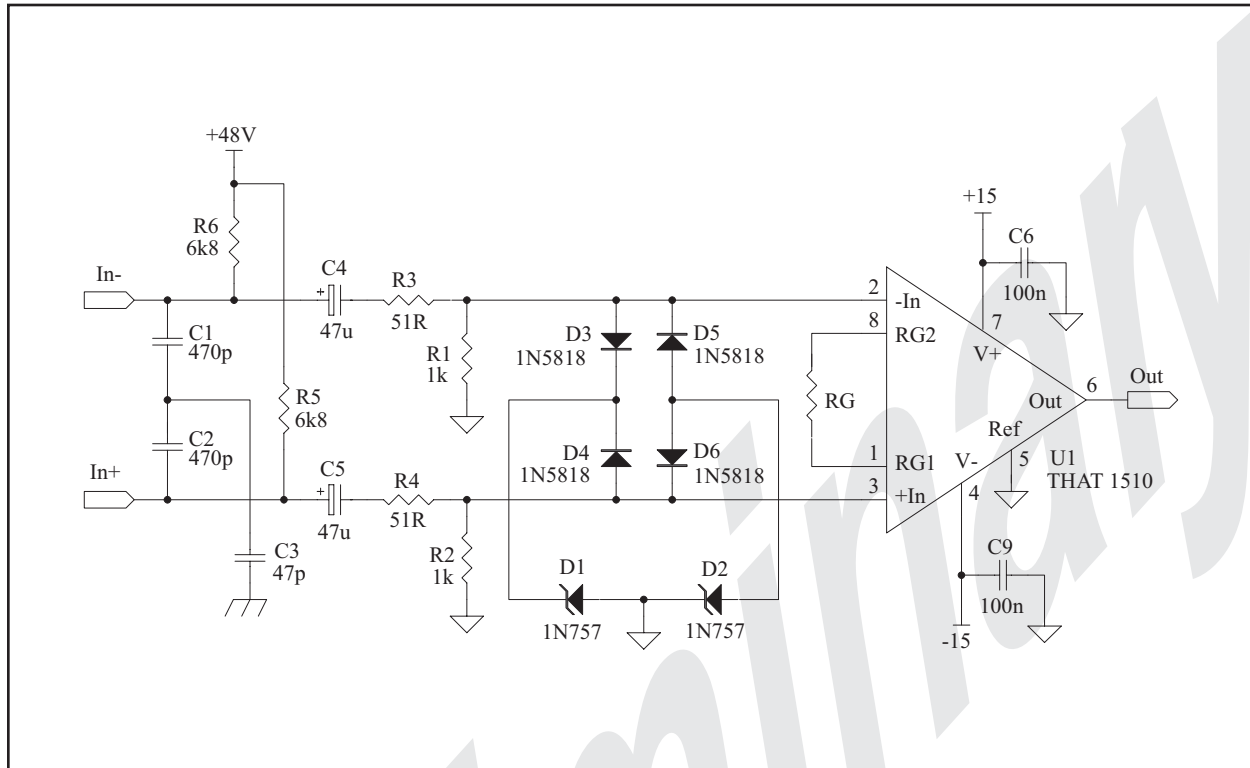 +48V
+15
R6
6k8
C6
100n
In-
C4
+
47u
R3
51R
2
-In
7
V+
C1
470p
R1
1k
D3
1N5818
D5
1N5818
8
RG2
RG
6
Out
Out
R5
6k8
C2
470p
D4
1N5818
D6
1N5818
1
RG1
Ref
5
V-
4
U1
THAT 1510
In+
C5
+
47u
R4
51R
3
+In
C3
47p
R2
1k
D1
1N757
D2
1N757
C9
100n
-15